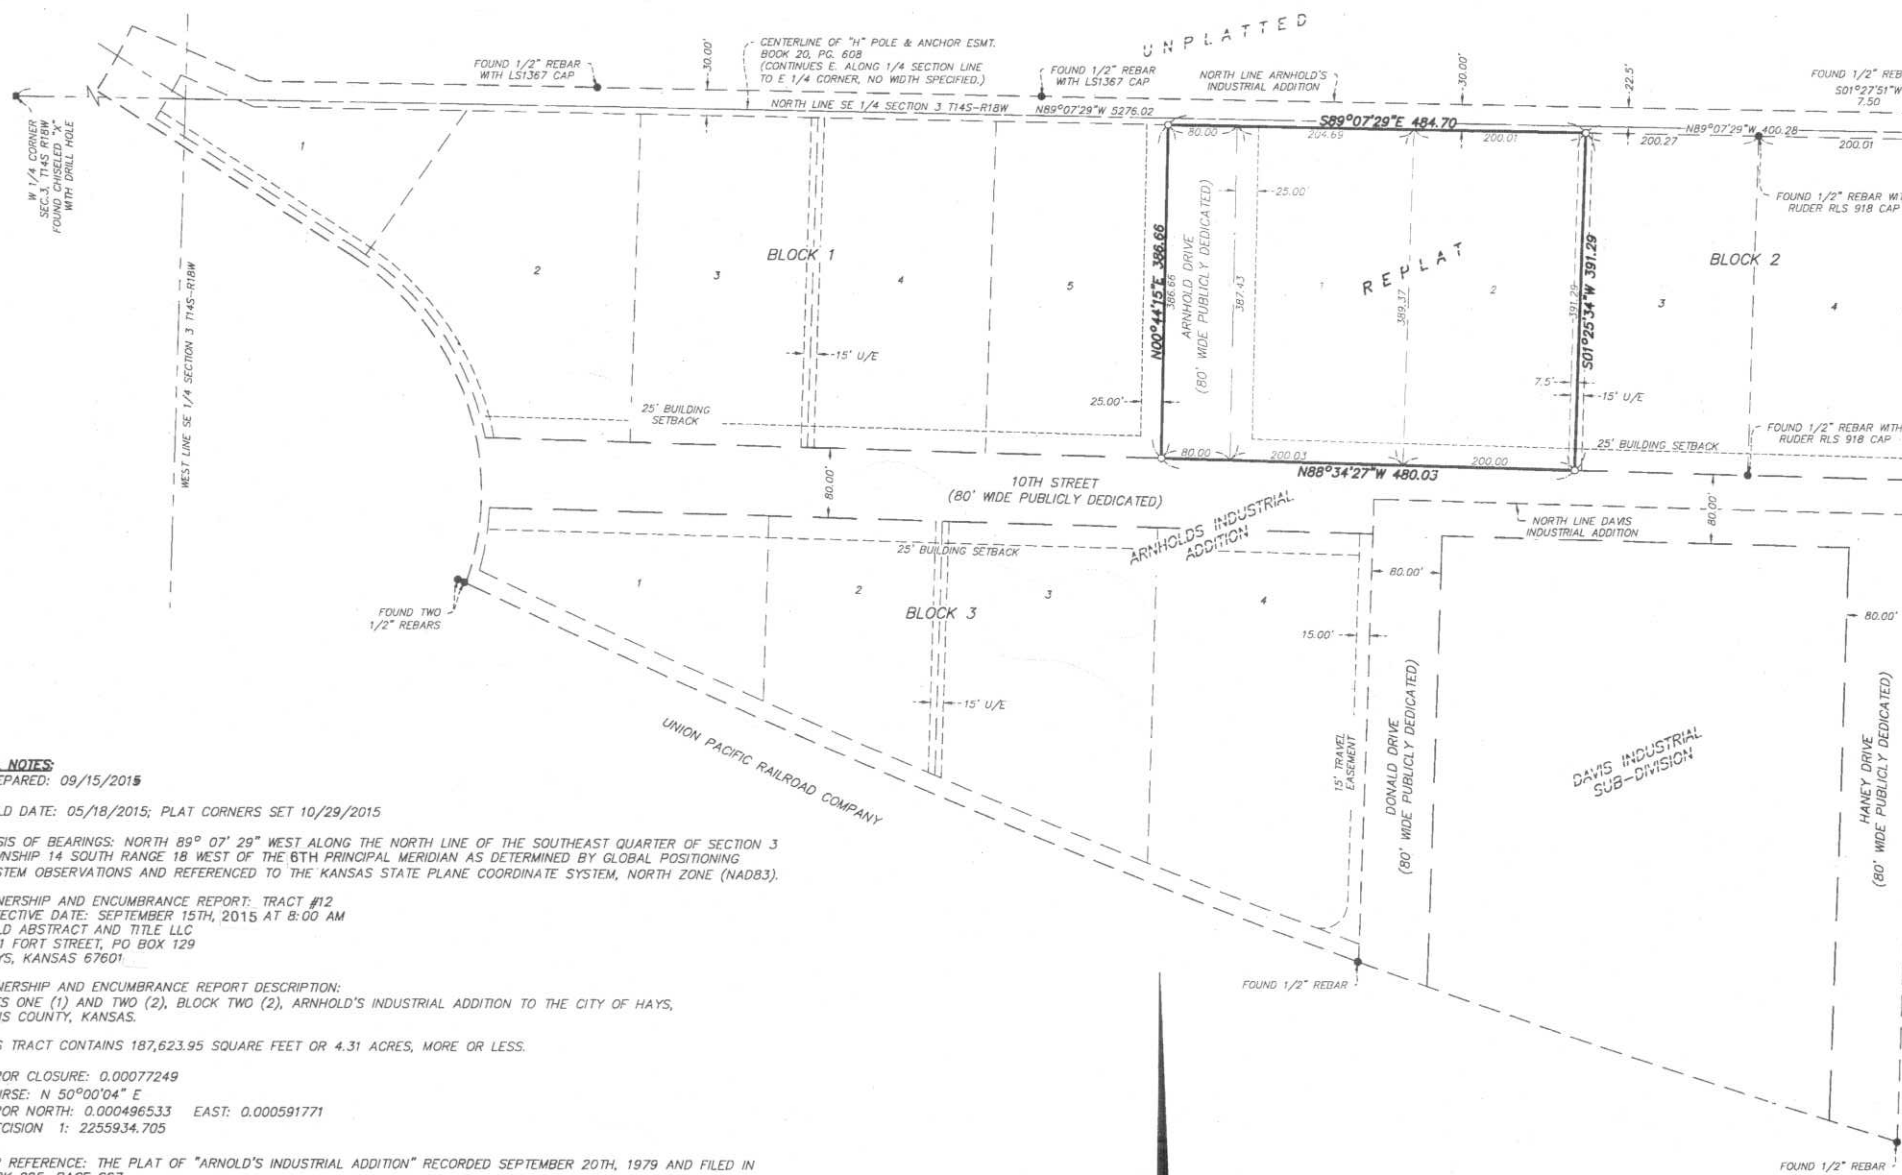 UNPLATTED
CENTERLINE OF "H" POLE & ANCHOR ESMT.
BOOK 20, PG. 608
(CONTINUES E. ALONG 1/4 SECTION LINE
TO E 1/4 CORNER, NO WIDTH SPECIFIED.)
FOUND 1/2" REBAR
WITH LS1367 CAP
30.00'
FOUND 1/2" REBAR
WITH LS1367 CAP
NORTH LINE ARNHOLD'S
INDUSTRIAL ADDITION
30.00'
22.5'
FOUND 1/2" REB
S01°27'51"W
7.50
NORTH LINE SE 1/4 SECTION 3 T14S-R18W
N89°07'29"W 5276.02
S89°07'29"E 484.70
80.00
204.69
200.01
N89°07'29"W 400.28
200.27
200.01
W 1/4 CORNER
SEC.3, T14S R18W
FOUND CHISELED "X"
WITH DRILL HOLE
WEST LINE SE 1/4 SECTION 3 T14S-R18W
1
2
3
BLOCK 1
4
5
15' U/E
25' BUILDING
SETBACK
25.00'
N00°44'15"E 386.66
386.66
ARNHOLD DRIVE
(80' WIDE PUBLICLY DEDICATED)
387.43
25.00'
1
REPLAT
389.37
2
391.29
S01°25'34"W 391.29
7.5'
15' U/E
FOUND 1/2" REBAR WIT
RUDER RLS 918 CAP
BLOCK 2
3
4
FOUND 1/2" REBAR WITH
RUDER RLS 918 CAP
25' BUILDING SETBACK
80.00
200.03
200.00
N88°34'27"W 480.03
80.00'
10TH STREET
(80' WIDE PUBLICLY DEDICATED)
80.00'
ARNHOLDS INDUSTRIAL
ADDITION
NORTH LINE DAVIS
INDUSTRIAL ADDITION
25' BUILDING SETBACK
80.00'
1
2
BLOCK 3
3
4
FOUND TWO
1/2" REBARS
15.00'
80.00'
15' U/E
UNION PACIFIC RAILROAD COMPANY
15' TRAVEL
EASEMENT
DONALD DRIVE
(80' WIDE PUBLICLY DEDICATED)
DAVIS INDUSTRIAL
SUB-DIVISION
HANEY DRIVE
(80' WIDE PUBLICLY DEDICATED)
FOUND 1/2" REBAR
FOUND 1/2" REBAR
L NOTES:
EPARED: 09/15/2015
LD DATE: 05/18/2015; PLAT CORNERS SET 10/29/2015
SIS OF BEARINGS: NORTH 89° 07' 29" WEST ALONG THE NORTH LINE OF THE SOUTHEAST QUARTER OF SECTION 3
WNSHIP 14 SOUTH RANGE 18 WEST OF THE 6TH PRINCIPAL MERIDIAN AS DETERMINED BY GLOBAL POSITIONING
STEM OBSERVATIONS AND REFERENCED TO THE KANSAS STATE PLANE COORDINATE SYSTEM, NORTH ZONE (NAD83).
NERSHIP AND ENCUMBRANCE REPORT: TRACT #12
ECTIVE DATE: SEPTEMBER 15TH, 2015 AT 8:00 AM
LD ABSTRACT AND TITLE LLC
1 FORT STREET, PO BOX 129
YS, KANSAS 67601
NERSHIP AND ENCUMBRANCE REPORT DESCRIPTION:
TS ONE (1) AND TWO (2), BLOCK TWO (2), ARNHOLD'S INDUSTRIAL ADDITION TO THE CITY OF HAYS,
IS COUNTY, KANSAS.
S TRACT CONTAINS 187,623.95 SQUARE FEET OR 4.31 ACRES, MORE OR LESS.
ROR CLOSURE: 0.00077249
URSE: N 50°00'04" E
ROR NORTH: 0.000496533 EAST: 0.000591771
ECISION 1: 2255934.705
REFERENCE: THE PLAT OF "ARNOLD'S INDUSTRIAL ADDITION" RECORDED SEPTEMBER 20TH, 1979 AND FILED IN